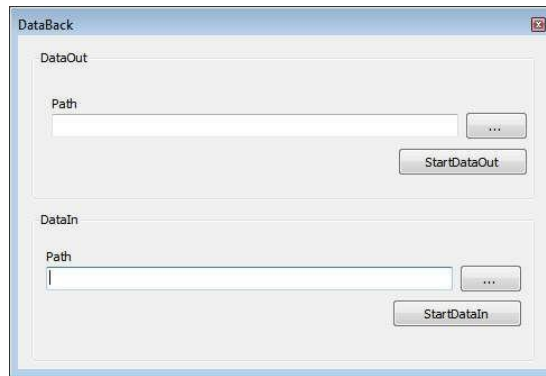 DataBack
DataOut
Path
...
StartDataOut
DataIn
Path
...
StartDataIn